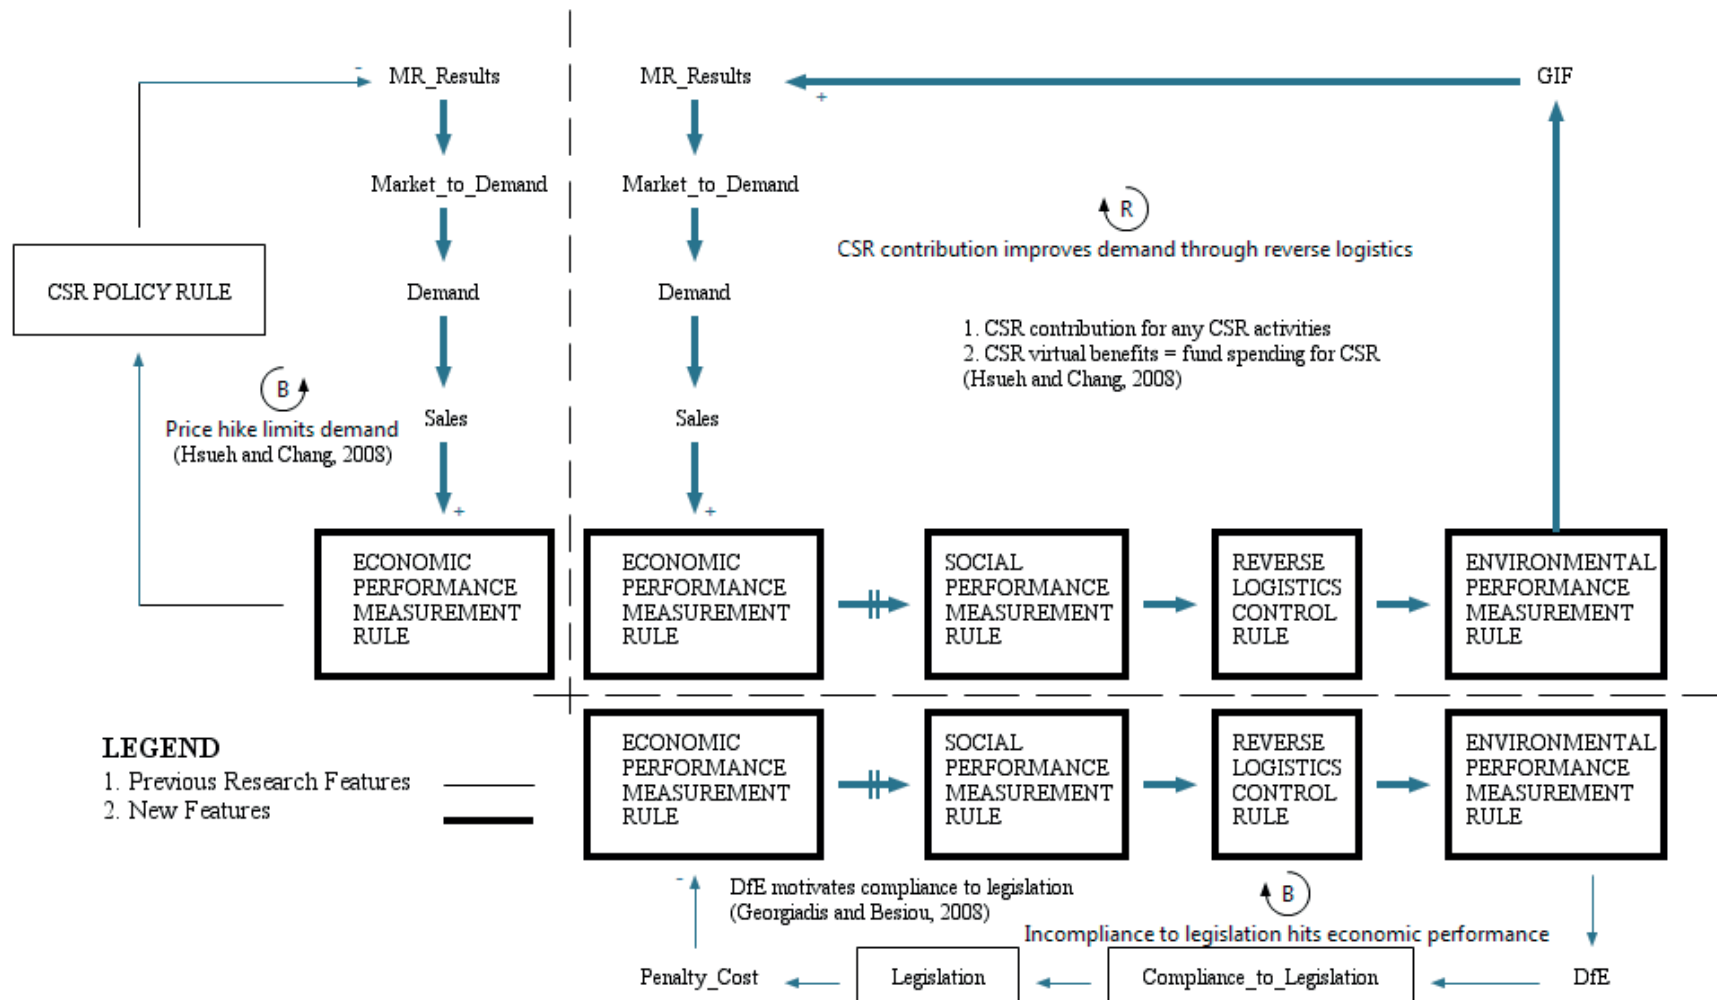 -
MR_Results
MR_Results
+
GIF
Market_to_Demand
Market_to_Demand
R
CSR contribution improves demand through reverse logistics
CSR POLICY RULE
Demand
Demand
1. CSR contribution for any CSR activities
2. CSR virtual benefits = fund spending for CSR
(Hsueh and Chang, 2008)
B
Price hike limits demand
(Hsueh and Chang, 2008)
Sales
Sales
+
+
ECONOMIC
PERFORMANCE
MEASUREMENT
RULE
ECONOMIC
PERFORMANCE
MEASUREMENT
RULE
SOCIAL
PERFORMANCE
MEASUREMENT
RULE
REVERSE
LOGISTICS
CONTROL
RULE
ENVIRONMENTAL
PERFORMANCE
MEASUREMENT
RULE
LEGEND
1. Previous Research Features
2. New Features
ECONOMIC
PERFORMANCE
MEASUREMENT
RULE
SOCIAL
PERFORMANCE
MEASUREMENT
RULE
REVERSE
LOGISTICS
CONTROL
RULE
ENVIRONMENTAL
PERFORMANCE
MEASUREMENT
RULE
-
DfE motivates compliance to legislation
(Georgiadis and Besiou, 2008)
B
Incompliance to legislation hits economic performance
Penalty_Cost
Legislation
Compliance_to_Legislation
DfE